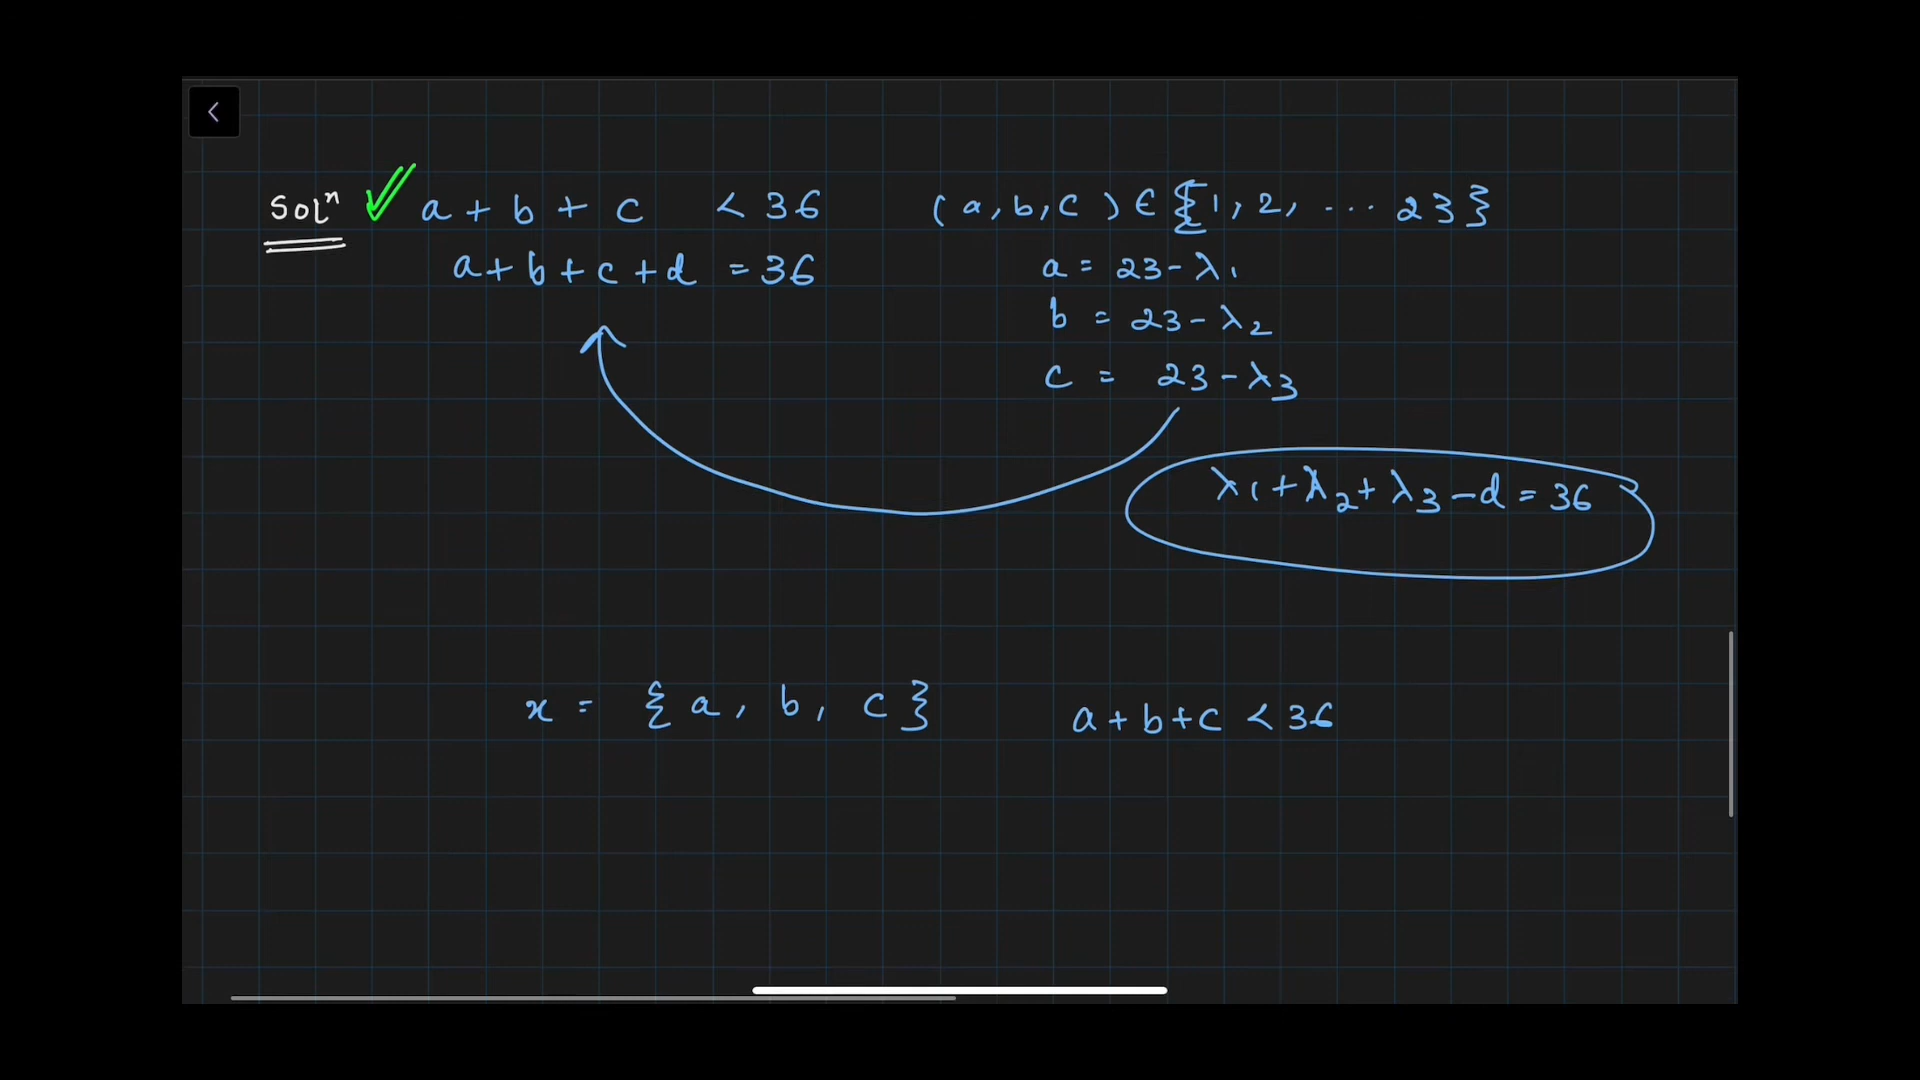 Solⁿ a + b + c < 36 (a, b, c) ∈ {1, 2, ... 23}
a + b + c + d = 36 a = 23 - λ₁
b = 23 - λ₂
c = 23 - λ₃
λ₁ + λ₂ + λ₃ - d = 36
x = {a, b, c} a + b + c < 36